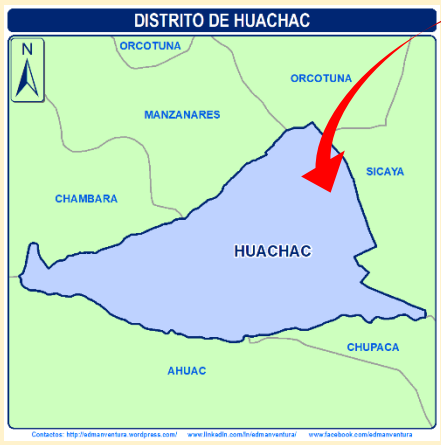 DISTRITO DE HUACHAC
N
ORCOTUNA
ORCOTUNA
MANZANARES
SICAYA
CHAMBARA
HUACHAC
CHUPACA
AHUAC
Contactos: http://edmanventura.wordpress.com/ www.linkedin.com/in/edmanventura/ www.facebook.com/edmanventura